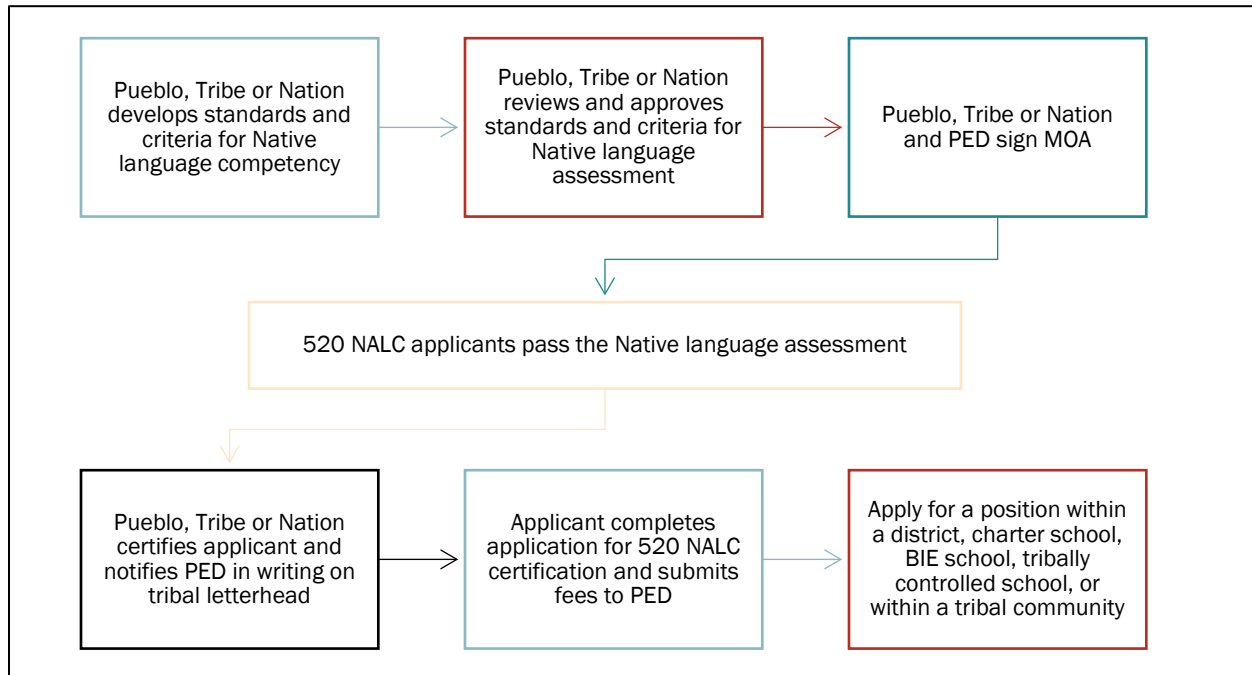 Pueblo, Tribe or Nation
develops standards and
criteria for Native
language competency
Pueblo, Tribe or Nation
reviews and approves
standards and criteria for
Native language
assessment
Pueblo, Tribe or Nation
and PED sign MOA
520 NALC applicants pass the Native language assessment
Pueblo, Tribe or Nation
certifies applicant and
notifies PED in writing on
tribal letterhead
Applicant completes
application for 520 NALC
certification and submits
fees to PED
Apply for a position within
a district, charter school,
BIE school, tribally
controlled school, or
within a tribal community